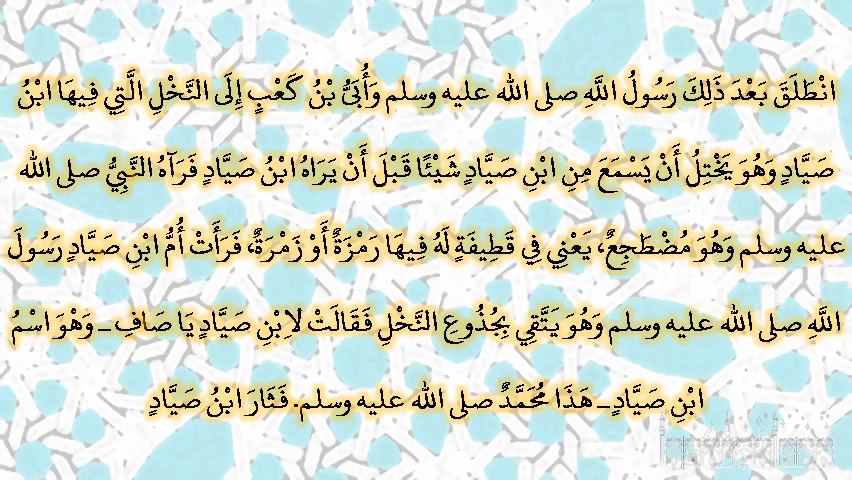 انْطَلَقَ بَعْدَ ذَلِكَ رَسُولُ اللَّهِ صلى الله عليه وسلم وَأُبَىُّ بْنُ كَعْبٍ إِلَى النَّخْلِ الَّتِي فِيهَا ابْنُ
صَيَّادٍ وَهُوَ يَخْتِلُ أَنْ يَسْمَعَ مِنِ ابْنِ صَيَّادٍ شَيْئًا قَبْلَ أَنْ يَرَاهُ ابْنُ صَيَّادٍ فَرَآهُ النَّبِيُّ صلى الله
عليه وسلم وَهُوَ مُضْطَجِعٌ، يَعْنِي فِي قَطِيفَةٍ لَهُ فِيهَا رَمْزَةٌ أَوْ زَمْرَةٌ، فَرَأَتْ أُمُّ ابْنِ صَيَّادٍ رَسُولَ
اللَّهِ صلى الله عليه وسلم وَهُوَ يَتَّقِي بِجُذُوعِ النَّخْلِ فَقَالَتْ لاِبْنِ صَيَّادٍ يَا صَافِ ـ وَهْوَ اسْمُ
ابْنِ صَيَّادٍ ـ هَذَا مُحَمَّدٌ صلى الله عليه وسلم. فَثَارَ ابْنُ صَيَّادٍ